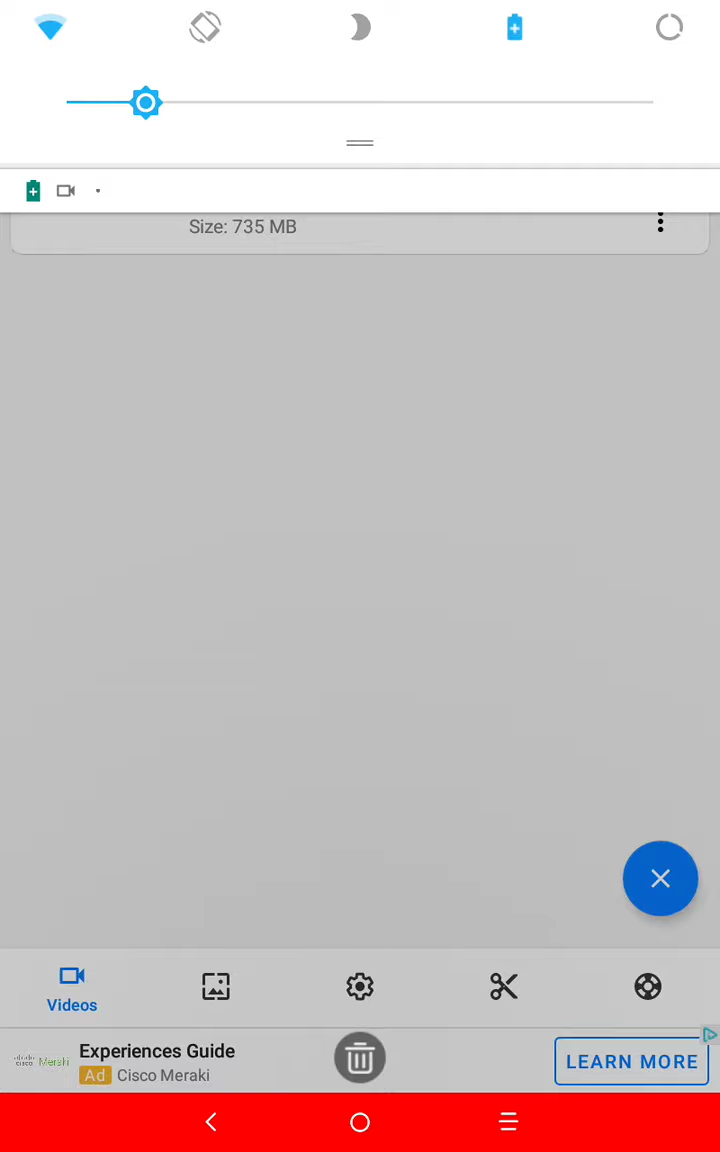 Size: 735 MB
Videos
Experiences Guide
Ad Cisco Meraki
LEARN MORE